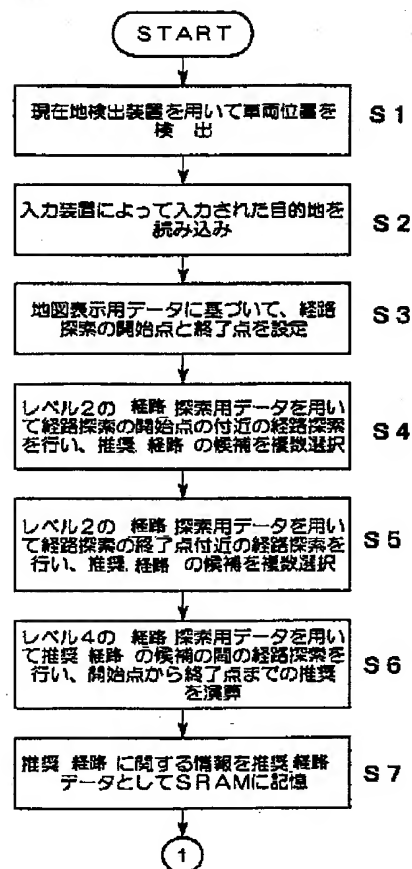 START
現在地検出装置を用いて車両位置を
検 出
S1
入力装置によって入力された目的地を
読み込み
S2
地図表示用データに基づいて、経路
探索の開始点と終了点を設定
S3
レベル2の 経路 探索用データを用い
て経路探索の開始点の付近の経路探索
を行い、推奨 経路 の候補を複数選択
S4
レベル2の 経路 探索用データを用い
て経路探索の終了点付近の経路探索を
行い、推奨 経路 の候補を複数選択
S5
レベル4の 経路 探索用データを用い
て推奨 経路 の候補の間の経路探索を
行い、開始点から終了点までの推奨
を演算
S6
推奨 経路 に関する情報を推奨 経路
データとしてSRAMに記憶
S7
1